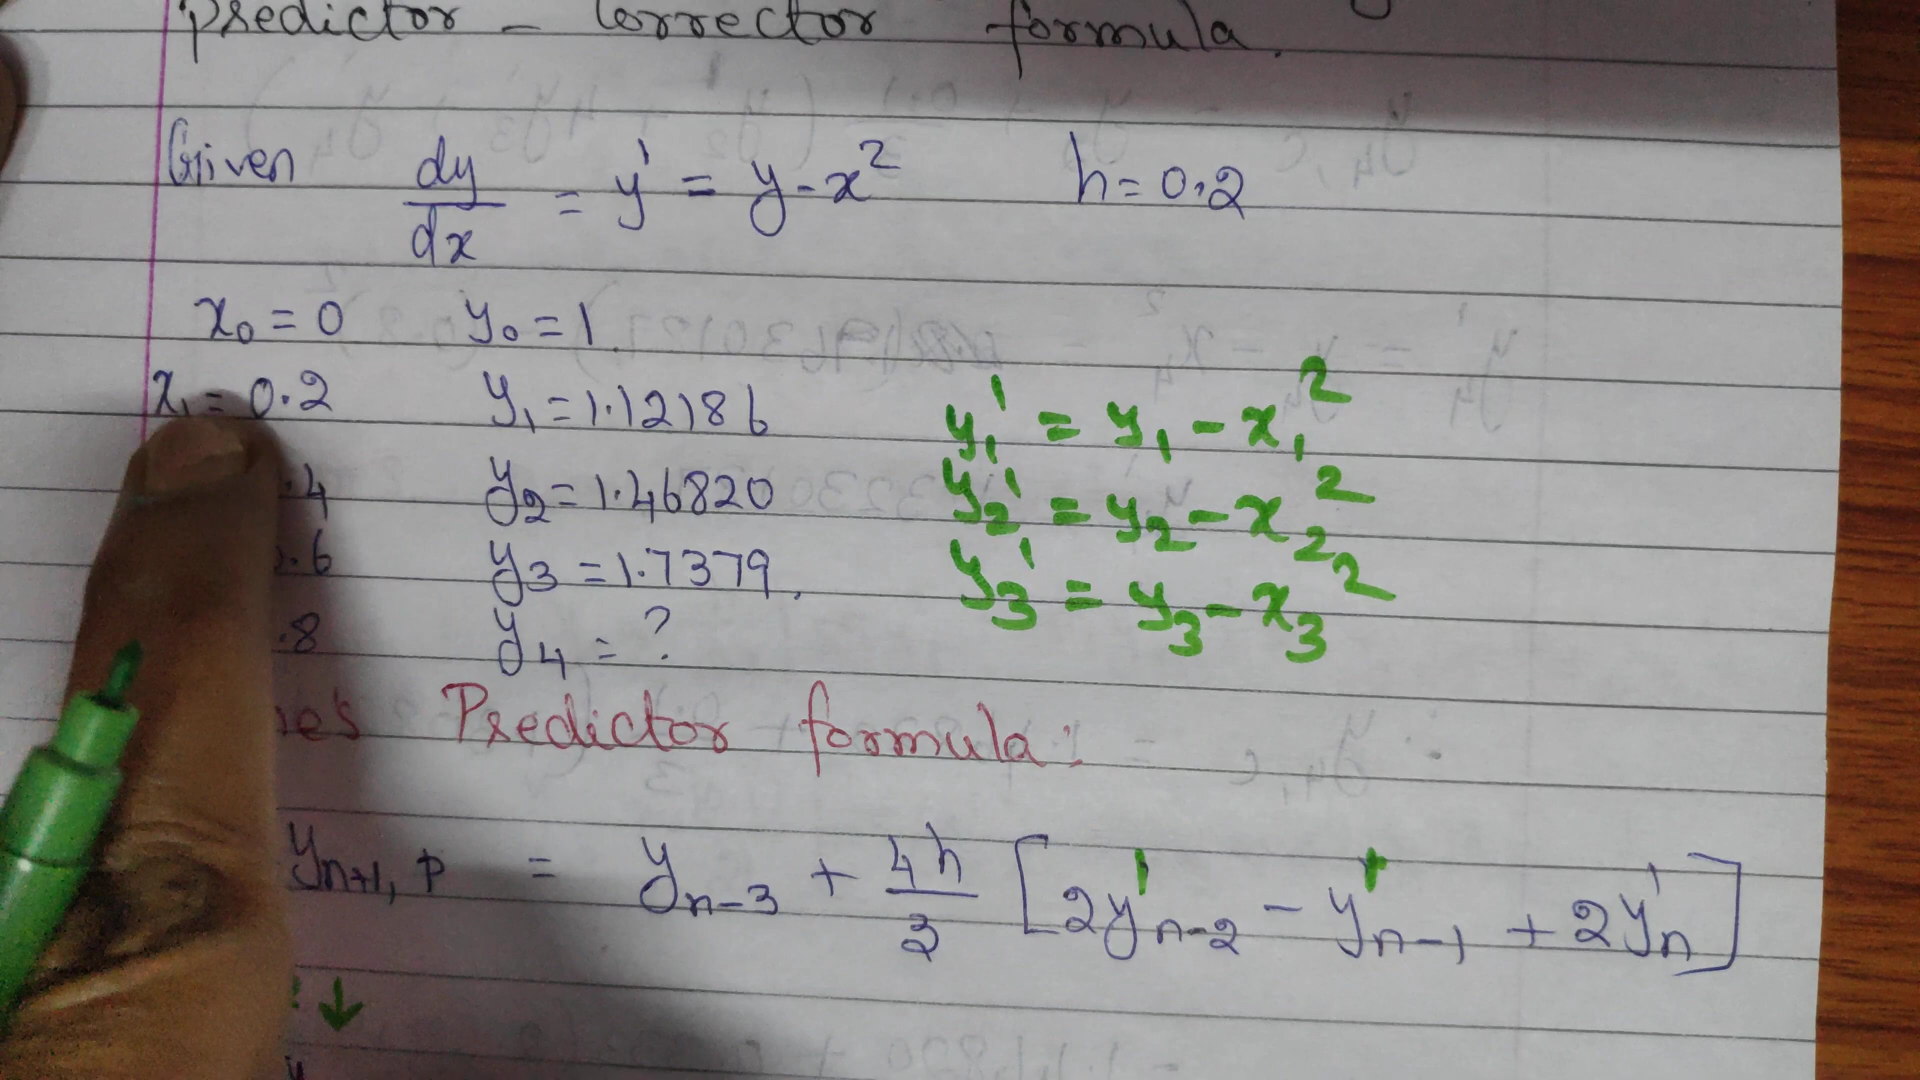 Predictor - Corrector formula.
Given dy/dx = y' = y - x² h = 0.2
x₀ = 0 y₀ = 1
x₁ = 0.2 y₁ = 1.12186 y₁' = y₁ - x₁²
.4 y₂ = 1.46820 y₂' = y₂ - x₂²
.6 y₃ = 1.7379. y₃' = y₃ - x₃²
.8 y₄ = ?
ne's Predictor formula:
yₙ₊₁, p = yₙ₋₃ + 4h/3 [2y'ₙ₋₂ - y'ₙ₋₁ + 2y'ₙ]